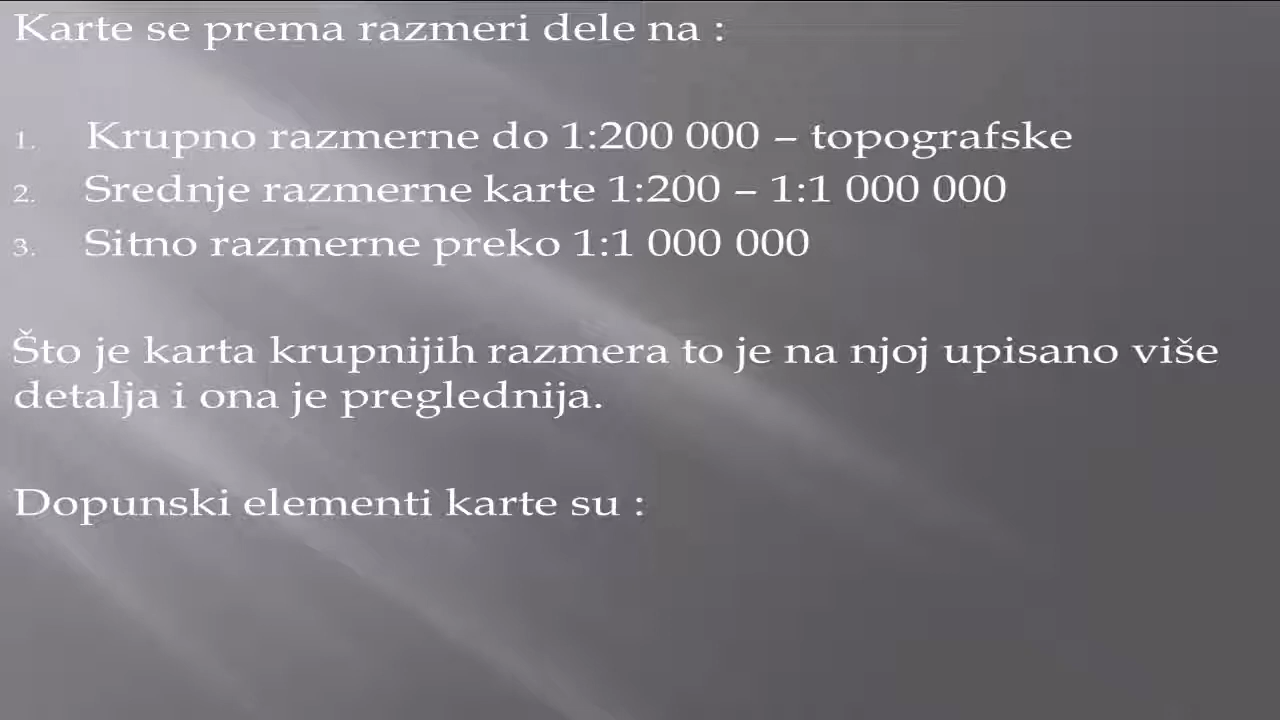 Karte se prema razmeri dele na :
1. Krupno razmerne do 1:200 000 – topografske
2. Srednje razmerne karte 1:200 – 1:1 000 000
3. Sitno razmerne preko 1:1 000 000
Što je karta krupnijih razmera to je na njoj upisano više
detalja i ona je preglednija.
Dopunski elementi karte su :